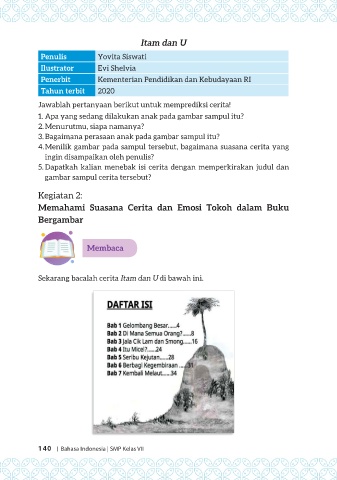 Itam dan U
Penulis Yovita Siswati
Ilustrator Evi Shelvia
Penerbit Kementerian Pendidikan dan Kebudayaan RI
Tahun terbit 2020
Jawablah pertanyaan berikut untuk memprediksi cerita!
1. Apa yang sedang dilakukan anak pada gambar sampul itu?
2. Menurutmu, siapa namanya?
3. Bagaimana perasaan anak pada gambar sampul itu?
4. Menilik gambar pada sampul tersebut, bagaimana suasana cerita yang
ingin disampaikan oleh penulis?
5. Dapatkah kalian menebak isi cerita dengan memperkirakan judul dan
gambar sampul cerita tersebut?
Kegiatan 2:
Memahami Suasana Cerita dan Emosi Tokoh dalam Buku
Bergambar
Membaca
Sekarang bacalah cerita Itam dan U di bawah ini.
DAFTAR ISI
Bab 1 Gelombang Besar......4
Bab 2 Di Mana Semua Orang?......8
Bab 3 Jala Cik Lam dan Smong......16
Bab 4 Itu Mice!?......24
Bab 5 Seribu Kejutan......28
Bab 6 Berbagi Kegembiraan ......31
Bab 7 Kembali Melaut......34
140 | Bahasa Indonesia | SMP Kelas VII